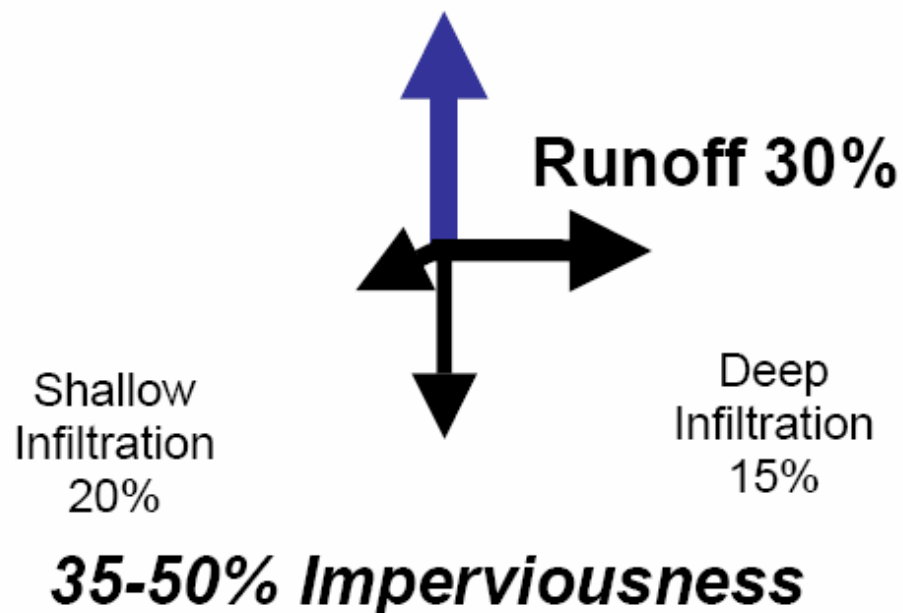 Runoff 30%
Shallow
Infiltration
20%
Deep
Infiltration
15%
35-50% Imperviousness